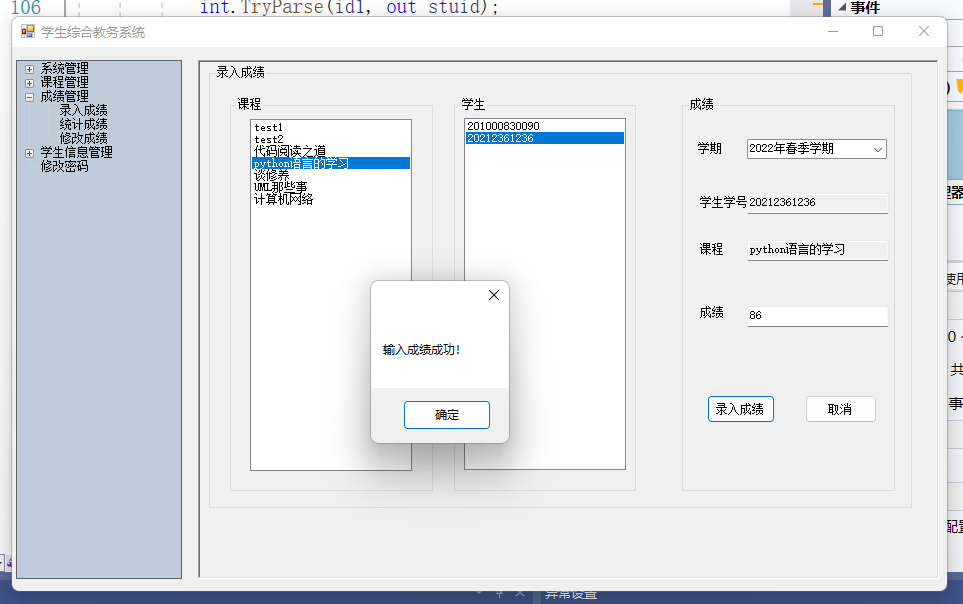 106
int.TryParse(idl, out stuid);
事件
学生综合教务系统
系统管理
课程管理
成绩管理
录入成绩
统计成绩
修改成绩
学生信息管理
修改密码
录入成绩
课程
test1
test2
代码阅读之道
python语言的学习
谈修养
UML那些事
计算机网络
学生
201000830090
20212361236
成绩
学期
2022年春季学期
学生学号
20212361236
课程
python语言的学习
成绩
86
录入成绩
取消
输入成绩成功!
确定
使用
共
事
配置
异常设置